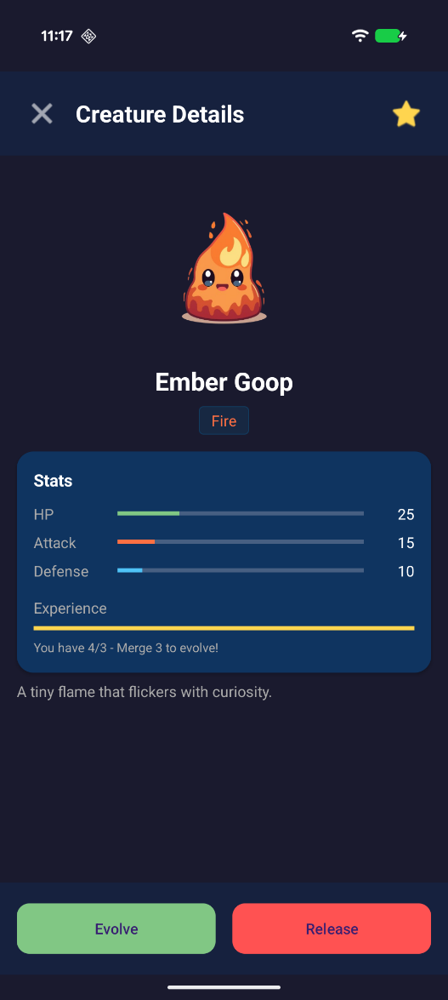 11:17
Creature Details
Ember Goop
Fire
Stats
HP 25
Attack 15
Defense 10
Experience
You have 4/3 - Merge 3 to evolve!
A tiny flame that flickers with curiosity.
Evolve Release